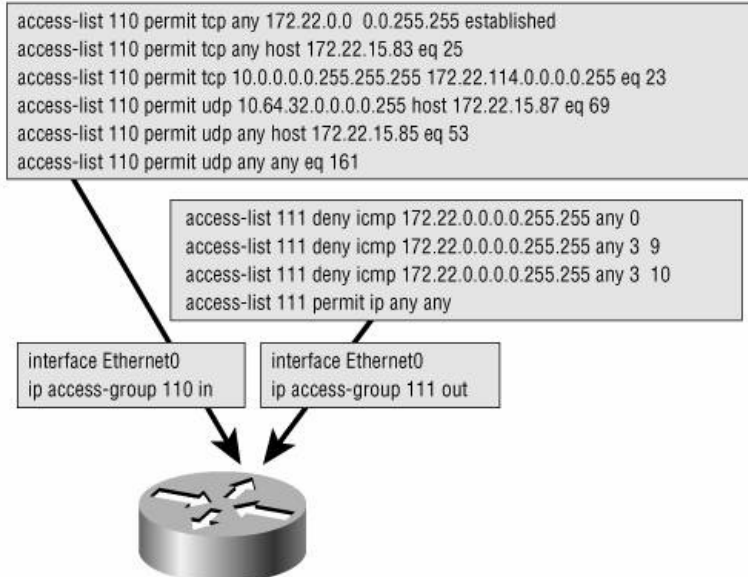 access-list 110 permit tcp any 172.22.0.0 0.0.255.255 established
access-list 110 permit tcp any host 172.22.15.83 eq 25
access-list 110 permit tcp 10.0.0.0.0.255.255.255 172.22.114.0.0.0.0.255 eq 23
access-list 110 permit udp 10.64.32.0.0.0.0.255 host 172.22.15.87 eq 69
access-list 110 permit udp any host 172.22.15.85 eq 53
access-list 110 permit udp any any eq 161
access-list 111 deny icmp 172.22.0.0.0.0.255.255 any 0
access-list 111 deny icmp 172.22.0.0.0.0.255.255 any 3 9
access-list 111 deny icmp 172.22.0.0.0.0.255.255 any 3 10
access-list 111 permit ip any any
interface Ethernet0
ip access-group 110 in
interface Ethernet0
ip access-group 111 out